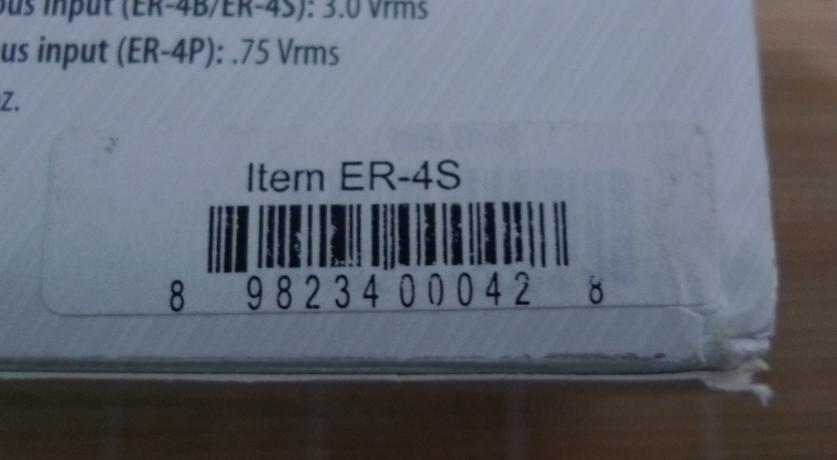 ous input (ER-4B/ER-4S): 3.0 Vrms
us input (ER-4P): .75 Vrms
z.
Item ER-4S
8 98234 00042 8